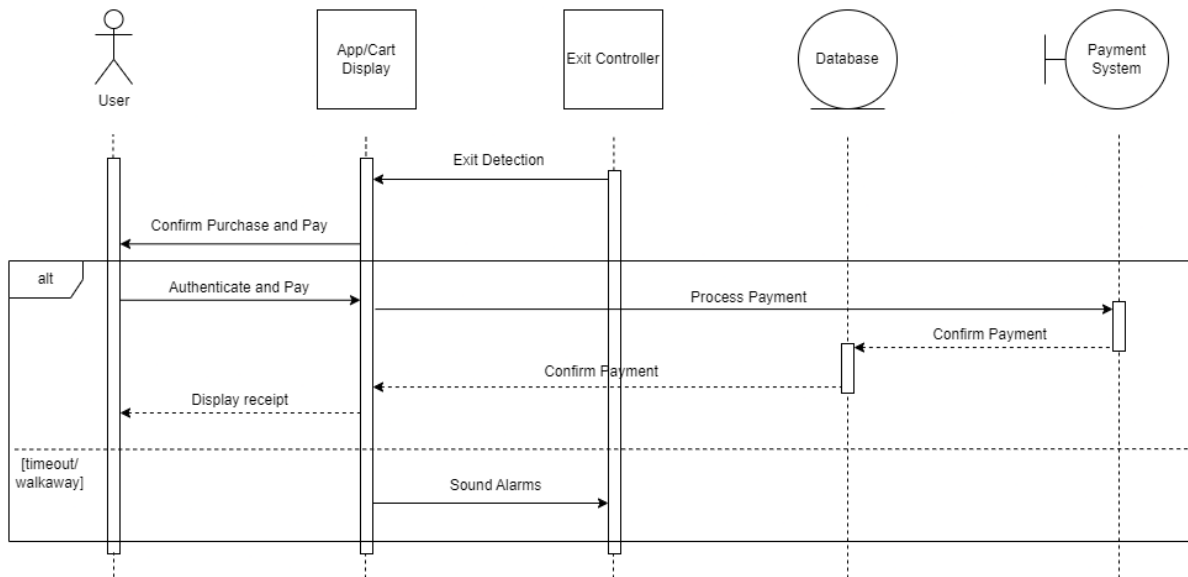 User
App/Cart
Display
Exit Controller
Database
Payment
System
Exit Detection
Confirm Purchase and Pay
alt
Authenticate and Pay
Process Payment
Confirm Payment
Confirm Payment
Display receipt
[timeout/
walkaway]
Sound Alarms